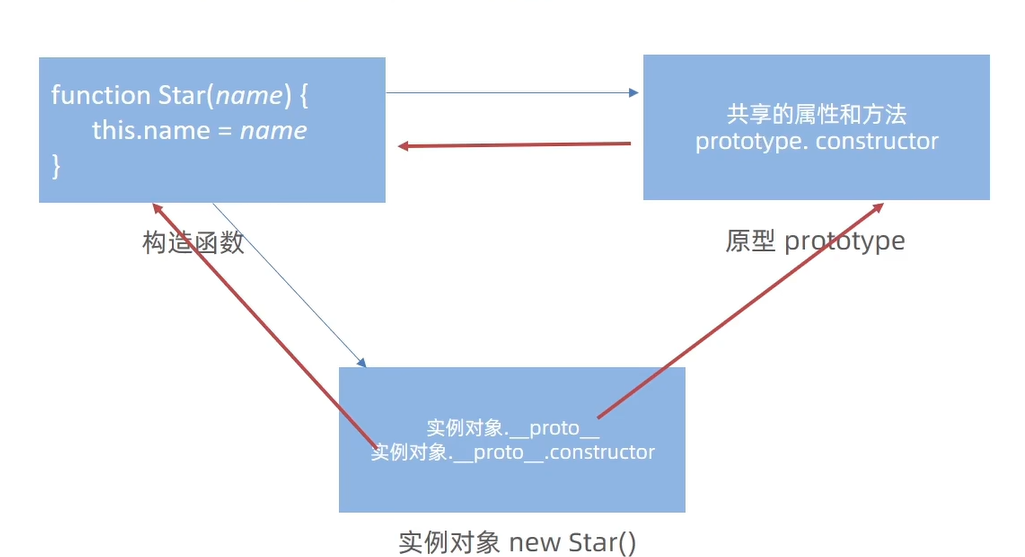 function Star(name) {
this.name = name
}
共享的属性和方法
prototype. constructor
构造函数
原型 prototype
实例对象.__proto__
实例对象.__proto__.constructor
实例对象 new Star()